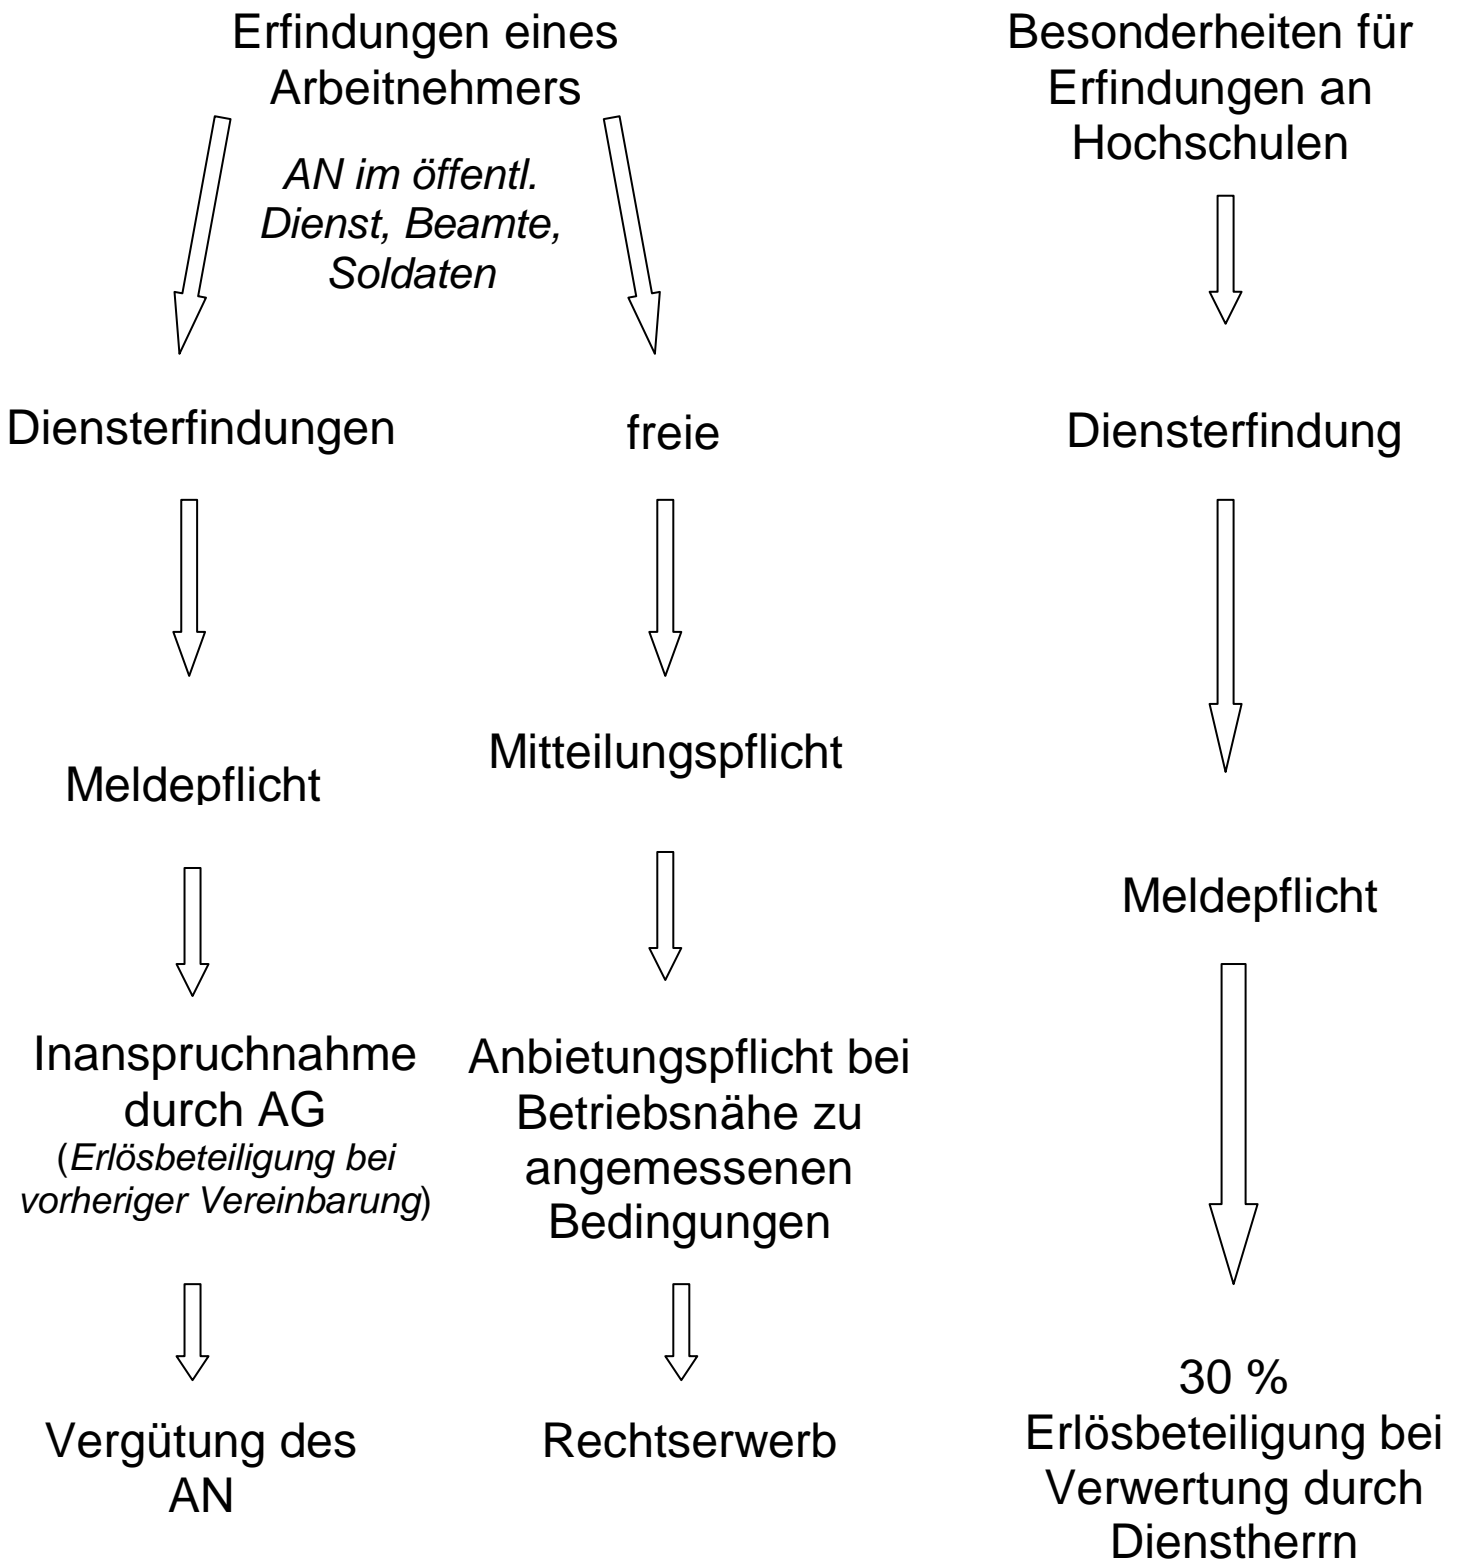 Erfindungen eines
Arbeitnehmers
AN im öffentl.
Dienst, Beamte,
Soldaten
Diensterfindungen
Meldepflicht
Inanspruchnahme
durch AG
(Erlösbeteiligung bei
vorheriger Vereinbarung)
Vergütung des
AN
freie
Mitteilungspflicht
Anbietungspflicht bei
Betriebsnähe zu
angemessenen
Bedingungen
Rechtserwerb
Besonderheiten für
Erfindungen an
Hochschulen
Diensterfindung
Meldepflicht
30 %
Erlösbeteiligung bei
Verwertung durch
Dienstherrn